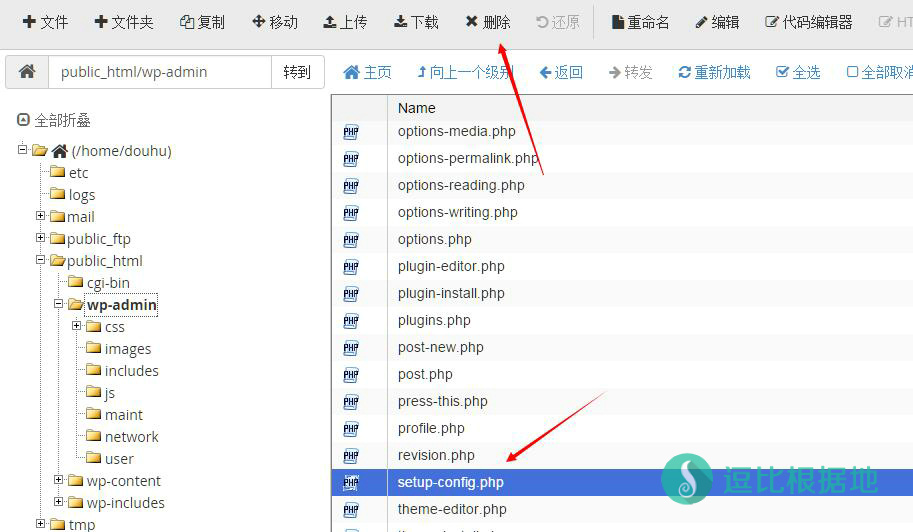 文件 文件夹 复制 移动 上传 下载 删除 还原 重命名 编辑 代码编辑器 HT
public_html/wp-admin 转到 主页 向上一个级别 返回 转发 重新加载 全选 全部取消
全部折叠
(/home/douhu)
etc
logs
mail
public_ftp
public_html
cgi-bin
wp-admin
css
images
includes
js
maint
network
user
wp-content
wp-includes
tmp
Name
PHP options-media.php
PHP options-permalink.php
PHP options-reading.php
PHP options-writing.php
PHP options.php
PHP plugin-editor.php
PHP plugin-install.php
PHP plugins.php
PHP post-new.php
PHP post.php
PHP press-this.php
PHP profile.php
PHP revision.php
PHP setup-config.php
PHP theme-editor.php
逗比根据地